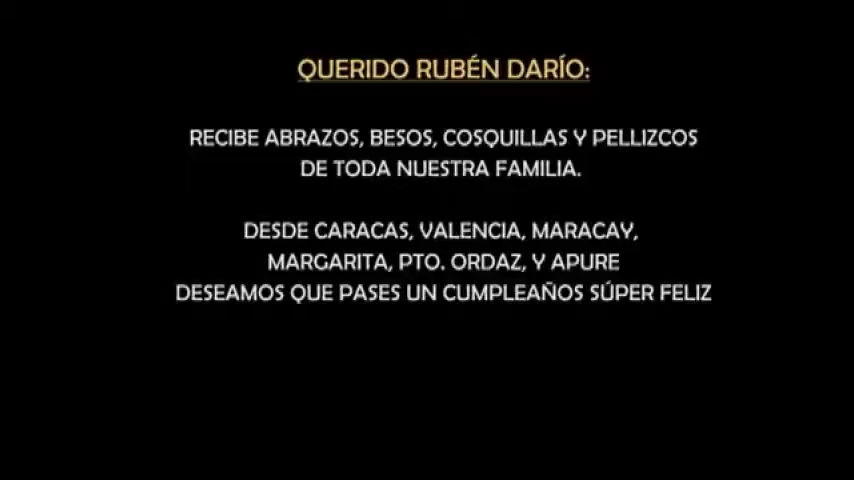 QUERIDO RUBÉN DARÍO:
RECIBE ABRAZOS, BESOS, COSQUILLAS Y PELLIZCOS
DE TODA NUESTRA FAMILIA.
DESDE CARACAS, VALENCIA, MARACAY,
MARGARITA, PTO. ORDAZ, Y APURE
DESEAMOS QUE PASES UN CUMPLEAÑOS SÚPER FELIZ